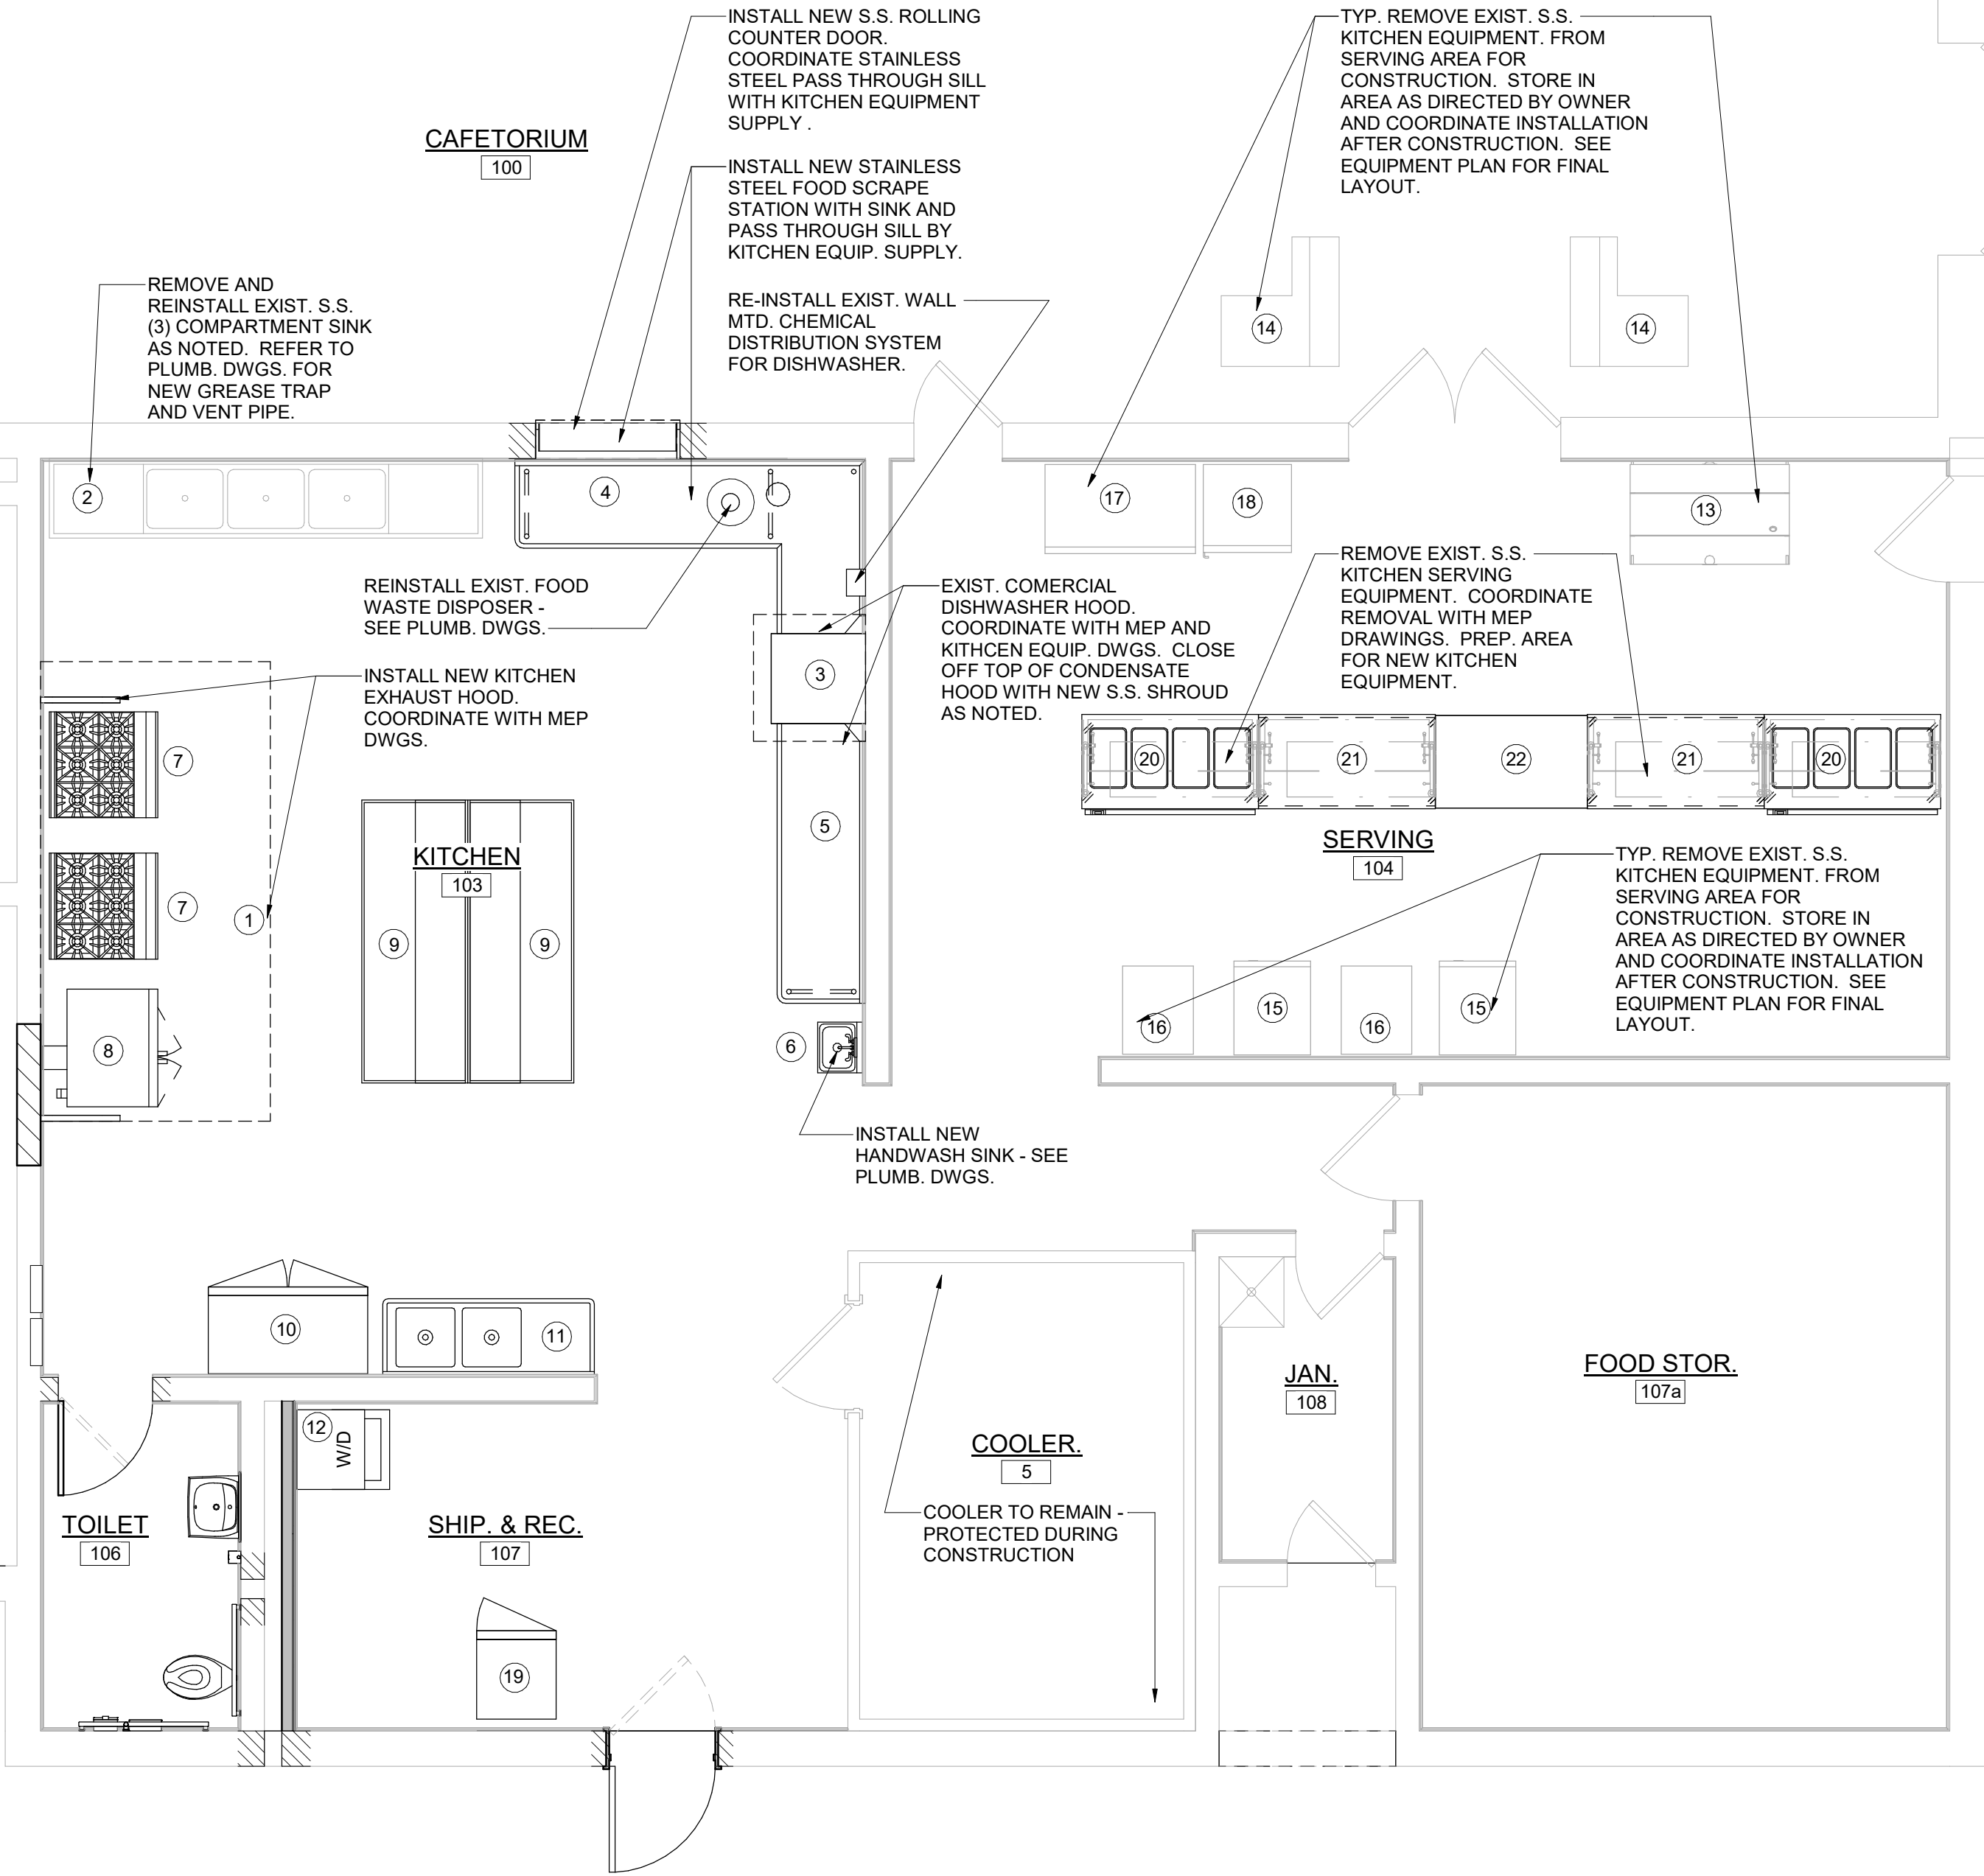 INSTALL NEW S.S. ROLLING
COUNTER DOOR.
COORDINATE STAINLESS
STEEL PASS THROUGH SILL
WITH KITCHEN EQUIPMENT
SUPPLY .
TYP. REMOVE EXIST. S.S.
KITCHEN EQUIPMENT. FROM
SERVING AREA FOR
CONSTRUCTION. STORE IN
AREA AS DIRECTED BY OWNER
AND COORDINATE INSTALLATION
AFTER CONSTRUCTION. SEE
EQUIPMENT PLAN FOR FINAL
LAYOUT.
CAFETORIUM
100
INSTALL NEW STAINLESS
STEEL FOOD SCRAPE
STATION WITH SINK AND
PASS THROUGH SILL BY
KITCHEN EQUIP. SUPPLY.
REMOVE AND
REINSTALL EXIST. S.S.
(3) COMPARTMENT SINK
AS NOTED. REFER TO
PLUMB. DWGS. FOR
NEW GREASE TRAP
AND VENT PIPE.
RE-INSTALL EXIST. WALL
MTD. CHEMICAL
DISTRIBUTION SYSTEM
FOR DISHWASHER.
14
14
2
4
17
18
13
REINSTALL EXIST. FOOD
WASTE DISPOSER -
SEE PLUMB. DWGS.
EXIST. COMERCIAL
DISHWASHER HOOD.
COORDINATE WITH MEP AND
KITHCEN EQUIP. DWGS. CLOSE
OFF TOP OF CONDENSATE
HOOD WITH NEW S.S. SHROUD
AS NOTED.
REMOVE EXIST. S.S.
KITCHEN SERVING
EQUIPMENT. COORDINATE
REMOVAL WITH MEP
DRAWINGS. PREP. AREA
FOR NEW KITCHEN
EQUIPMENT.
INSTALL NEW KITCHEN
EXHAUST HOOD.
COORDINATE WITH MEP
DWGS.
3
7
20
21
22
21
20
5
KITCHEN
103
SERVING
104
TYP. REMOVE EXIST. S.S.
KITCHEN EQUIPMENT. FROM
SERVING AREA FOR
CONSTRUCTION. STORE IN
AREA AS DIRECTED BY OWNER
AND COORDINATE INSTALLATION
AFTER CONSTRUCTION. SEE
EQUIPMENT PLAN FOR FINAL
LAYOUT.
7
1
9
9
16
15
16
15
8
6
INSTALL NEW
HANDWASH SINK - SEE
PLUMB. DWGS.
10
11
JAN.
108
FOOD STOR.
107a
12
W/D
COOLER.
5
TOILET
106
SHIP. & REC.
107
COOLER TO REMAIN -
PROTECTED DURING
CONSTRUCTION
19